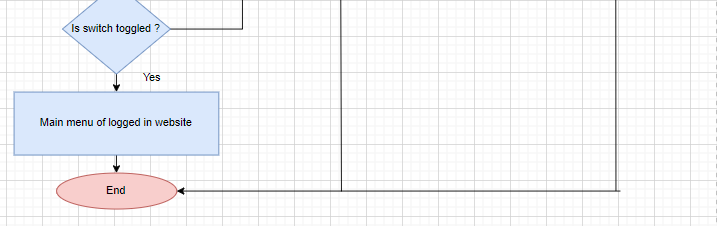 Is switch toggled ?
Yes
Main menu of logged in website
End